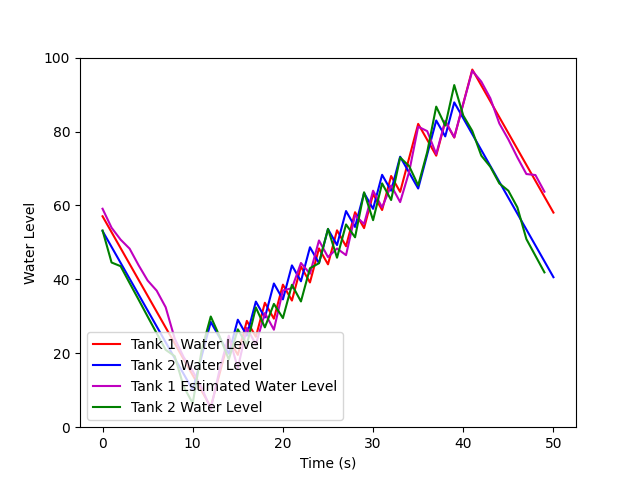 100
80
60
40
20
0
Water Level
Tank 1 Water Level
Tank 2 Water Level
Tank 1 Estimated Water Level
Tank 2 Water Level
0 10 20 30 40 50
Time (s)